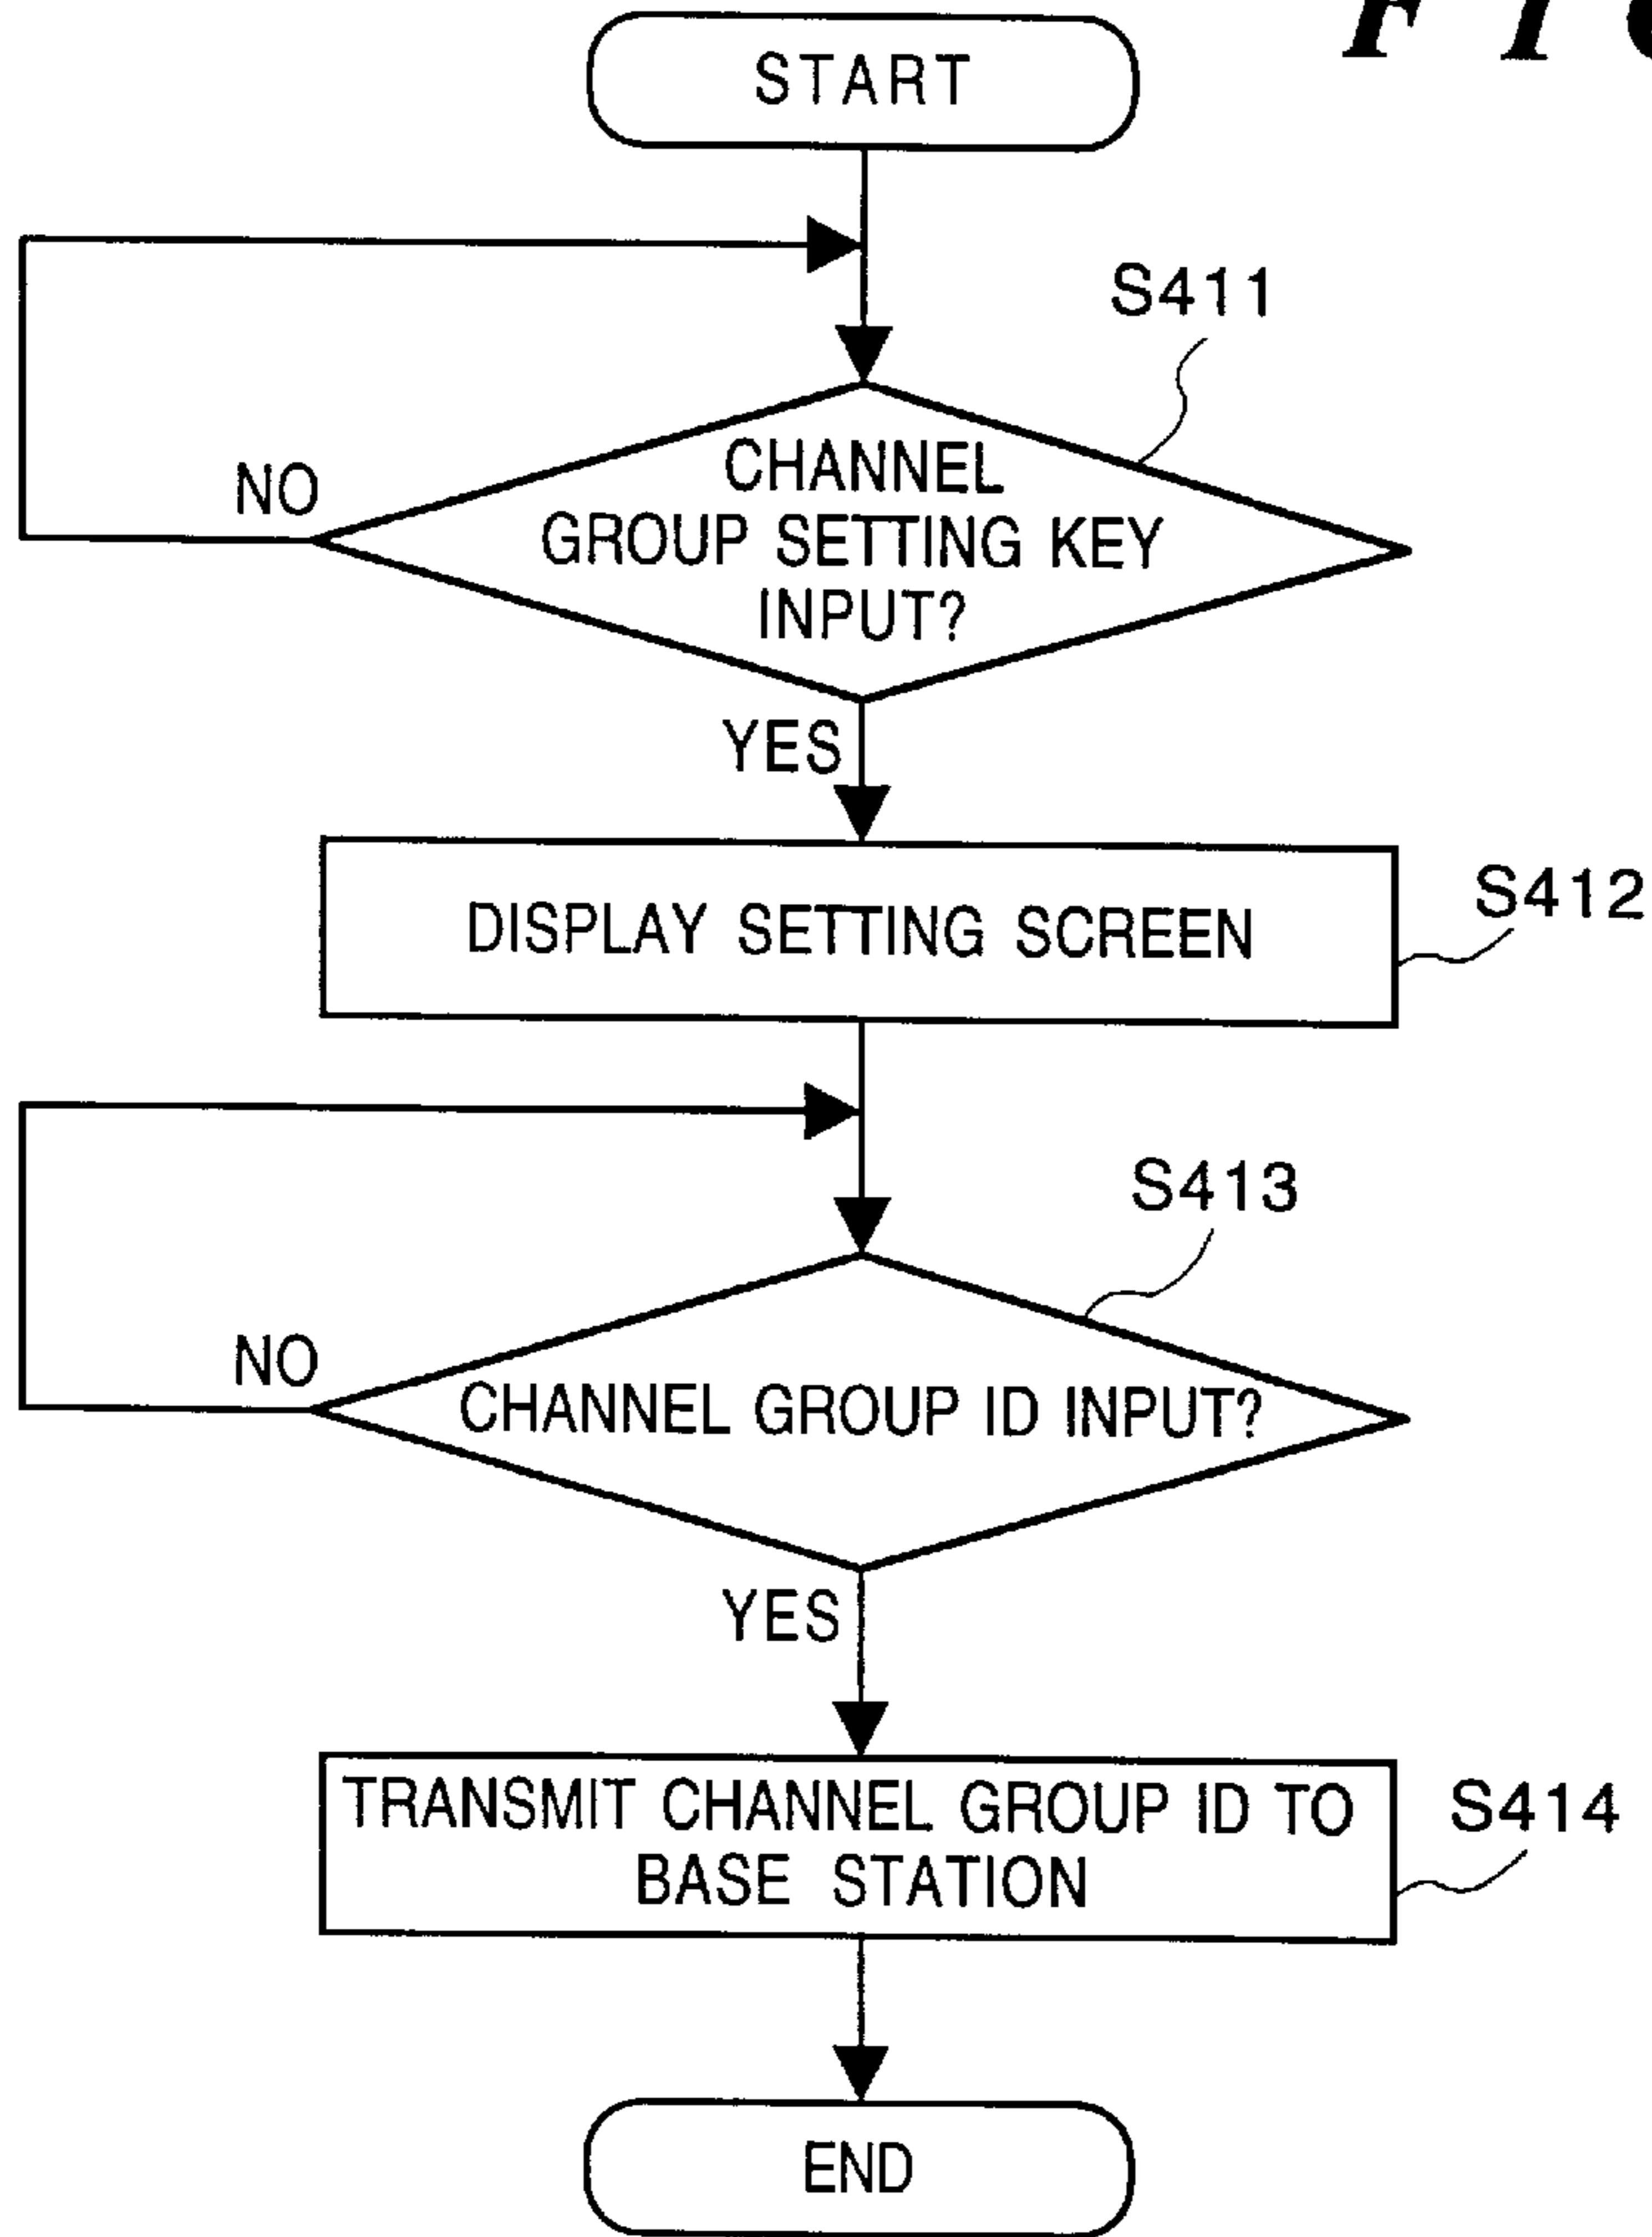 START
S411
CHANNEL
GROUP SETTING KEY
INPUT?
NO
YES
DISPLAY SETTING SCREEN
S412
S413
CHANNEL GROUP ID INPUT?
NO
YES
TRANSMIT CHANNEL GROUP ID TO
BASE STATION
S414
END